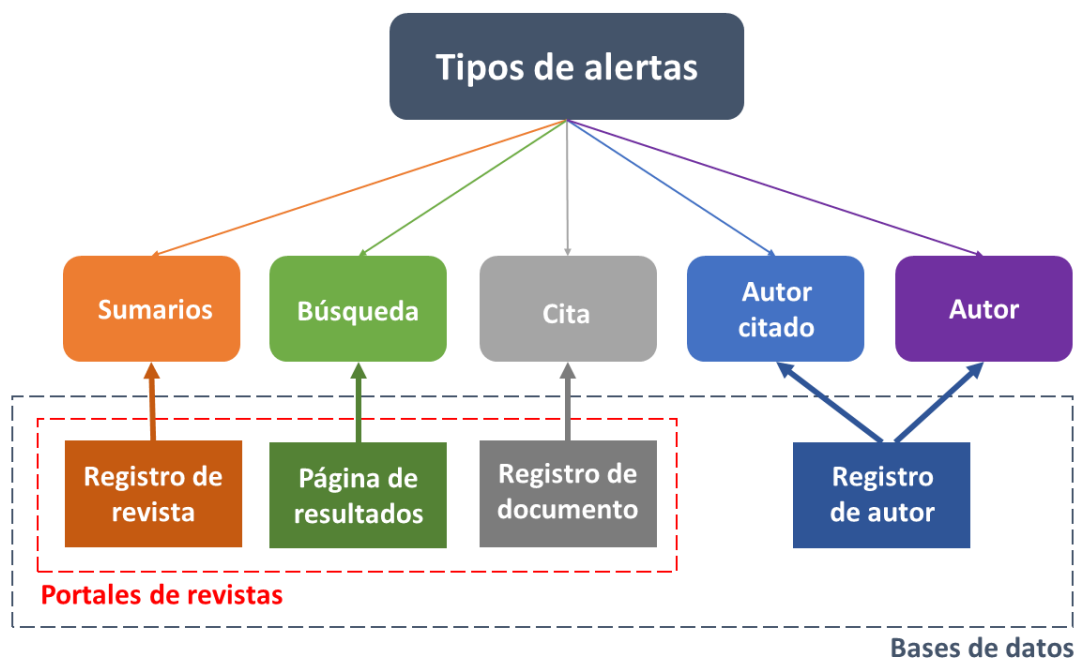 Tipos de alertas
Sumarios
Búsqueda
Cita
Autor
citado
Autor
Registro de
revista
Página de
resultados
Registro de
documento
Registro
de autor
Portales de revistas
Bases de datos